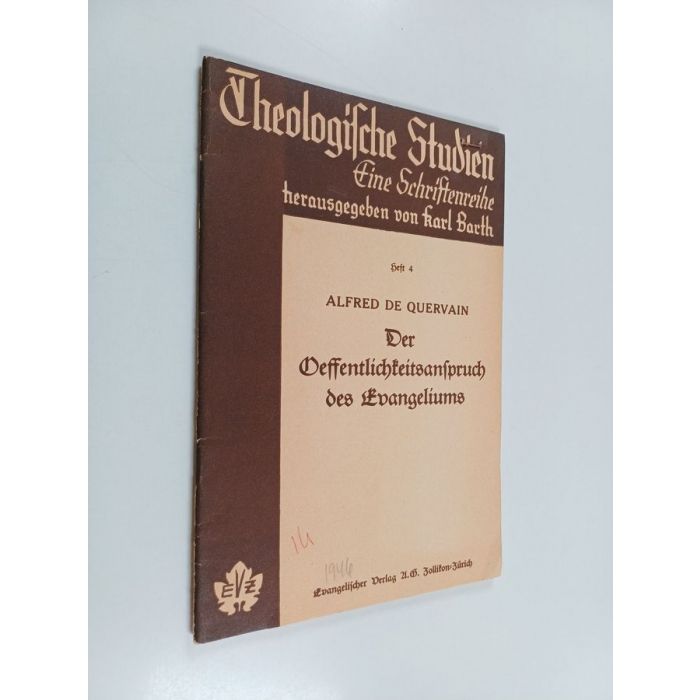 Theologische Studien
Eine Schriftenreihe
herausgegeben von Karl Barth
Heft 4
ALFRED DE QUERVAIN
Der
Oeffentlichkeitsanspruch
des Evangeliums
1946
Evangelischer Verlag A.G. Zollikon-Zürich
EVZ